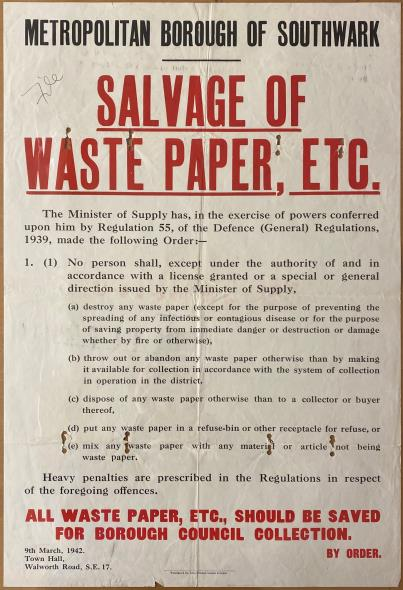 METROPOLITAN BOROUGH OF SOUTHWARK
File
SALVAGE OF
WASTE PAPER, ETC.
The Minister of Supply has, in the exercise of powers conferred
upon him by Regulation 55, of the Defence (General) Regulations,
1939, made the following Order:—
1. (1) No person shall, except under the authority of and in
accordance with a license granted or a special or general
direction issued by the Minister of Supply,
(a) destroy any waste paper (except for the purpose of preventing the
spreading of any infectious or contagious disease or for the purpose
of saving property from immediate danger or destruction or damage
whether by fire or otherwise),
(b) throw out or abandon any waste paper otherwise than by making
it available for collection in accordance with the system of collection
in operation in the district,
(c) dispose of any waste paper otherwise than to a collector or buyer
thereof,
(d) put any waste paper in a refuse-bin or other receptacle for refuse, or
(e) mix any waste paper with any material or article not being
waste paper.
Heavy penalties are prescribed in the Regulations in respect
of the foregoing offences.
ALL WASTE PAPER, ETC., SHOULD BE SAVED
FOR BOROUGH COUNCIL COLLECTION.
9th March, 1942.
Town Hall,
Walworth Road, S.E. 17.
BY ORDER.